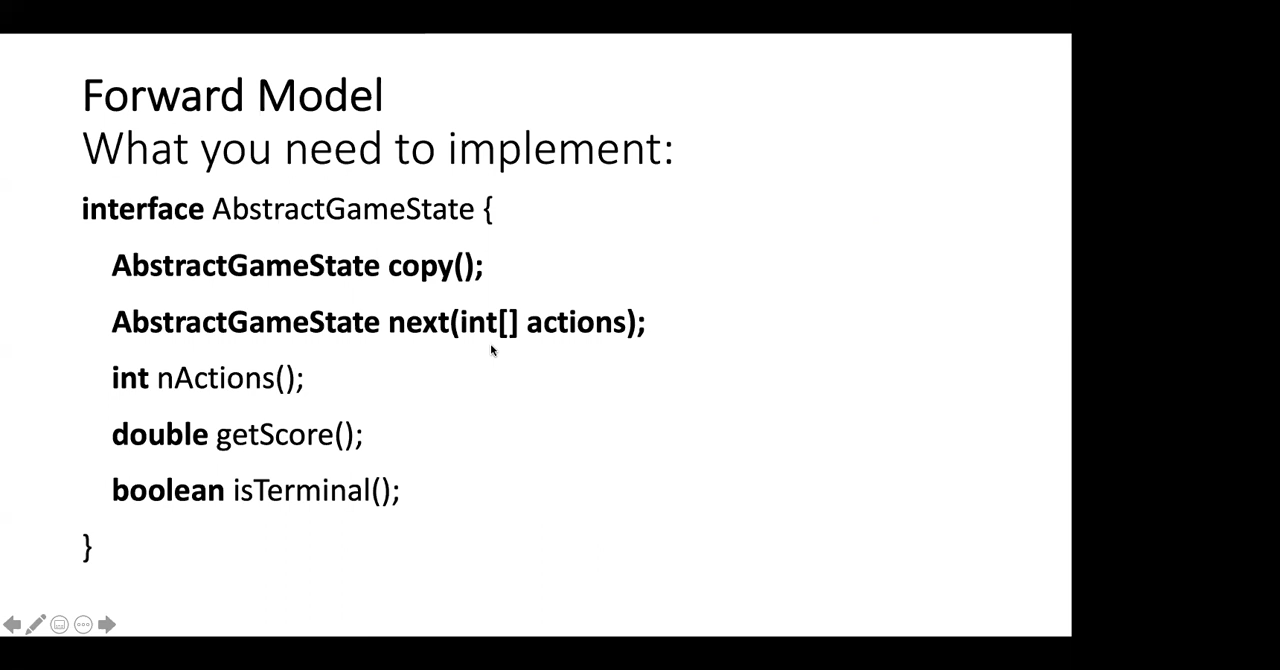 Forward Model
What you need to implement:
interface AbstractGameState {
AbstractGameState copy();
AbstractGameState next(int[] actions);
int nActions();
double getScore();
boolean isTerminal();
}